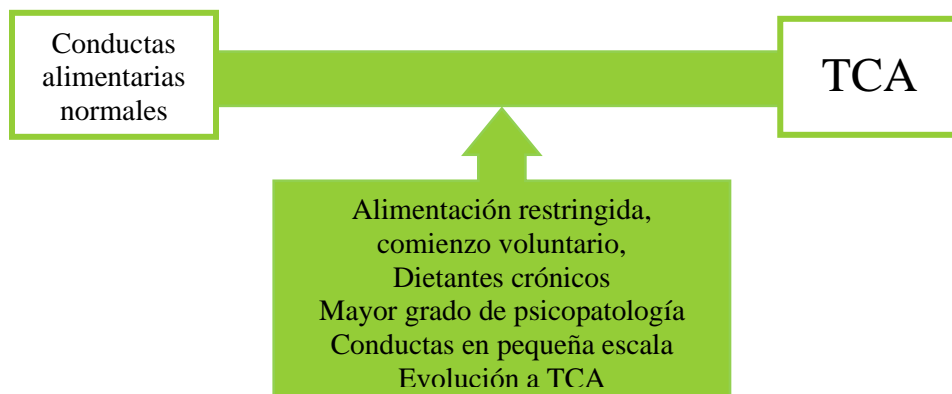 Conductas
alimentarias
normales
TCA
Alimentación restringida,
comienzo voluntario,
Dietantes crónicos
Mayor grado de psicopatología
Conductas en pequeña escala
Evolución a TCA